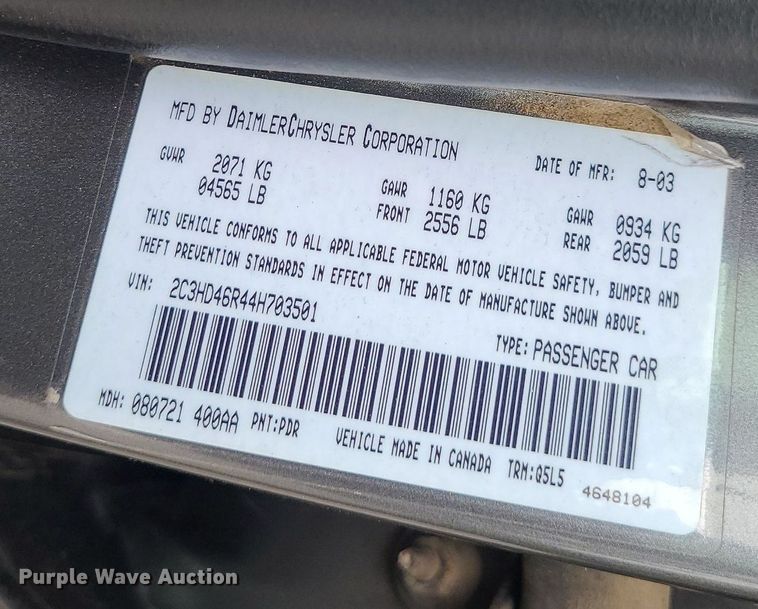 MFD BY DAIMLERCHRYSLER CORPORATION
DATE OF MFR: 8-03
GVWR 2071 KG
04565 LB
GAWR 1160 KG
FRONT 2556 LB
GAWR 0934 KG
REAR 2059 LB
THIS VEHICLE CONFORMS TO ALL APPLICABLE FEDERAL MOTOR VEHICLE SAFETY, BUMPER AND
THEFT PREVENTION STANDARDS IN EFFECT ON THE DATE OF MANUFACTURE SHOWN ABOVE.
VIN: 2C3HD46R44H703501
TYPE: PASSENGER CAR
MDH: 080721 400AA PNT:PDR VEHICLE MADE IN CANADA TRM:Q5L5
4648104
Purple Wave Auction